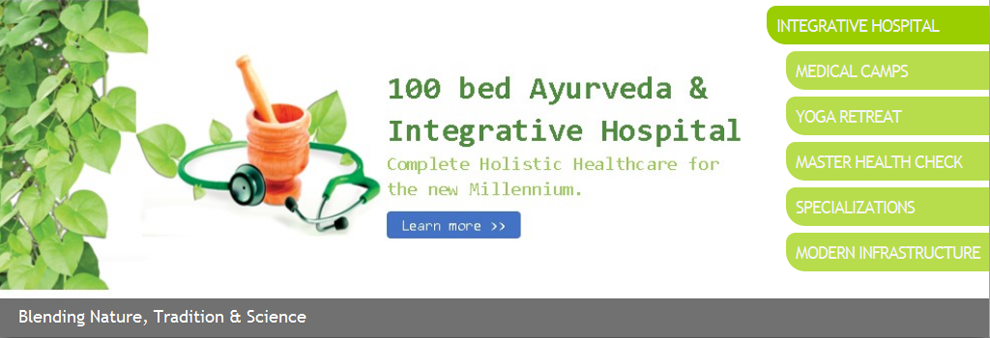 100 bed Ayurveda &
Integrative Hospital
Complete Holistic Healthcare for
the new Millennium.
Learn more >>
INTEGRATIVE HOSPITAL
MEDICAL CAMPS
YOGA RETREAT
MASTER HEALTH CHECK
SPECIALIZATIONS
MODERN INFRASTRUCTURE
Blending Nature, Tradition & Science